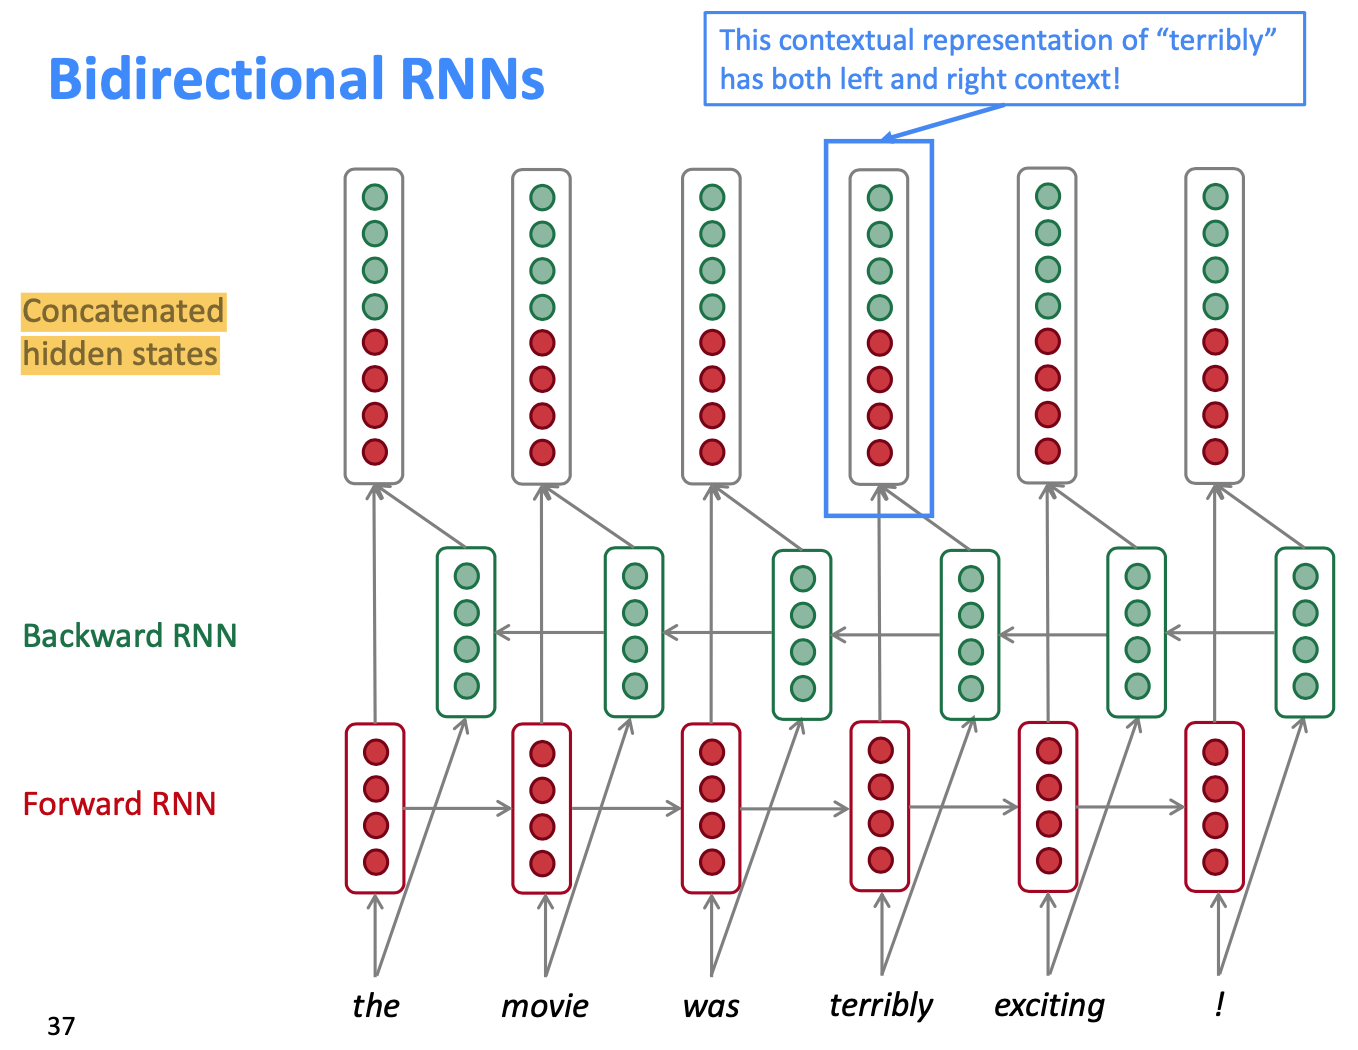 Bidirectional RNNs
This contextual representation of “terribly”
has both left and right context!
Concatenated
hidden states
Backward RNN
Forward RNN
the movie was terribly exciting !
37